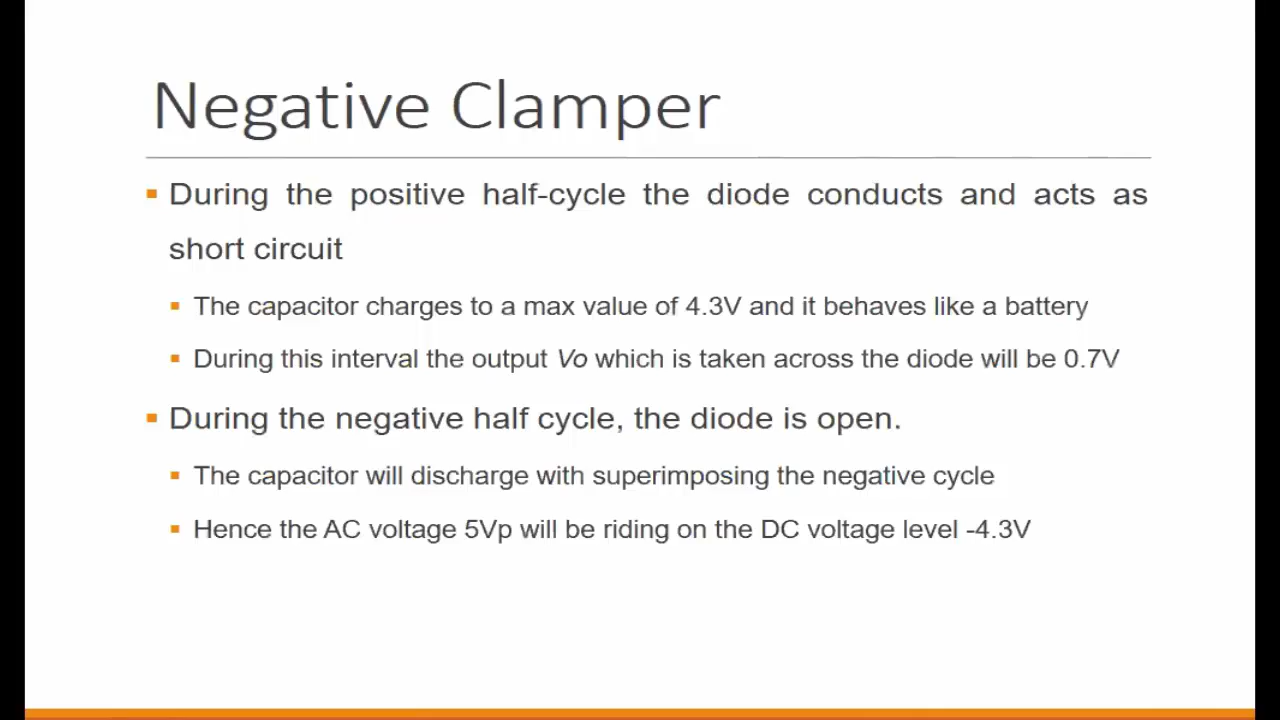 Negative Clamper
During the positive half-cycle the diode conducts and acts as
short circuit
The capacitor charges to a max value of 4.3V and it behaves like a battery
During this interval the output Vo which is taken across the diode will be 0.7V
During the negative half cycle, the diode is open.
The capacitor will discharge with superimposing the negative cycle
Hence the AC voltage 5Vp will be riding on the DC voltage level -4.3V